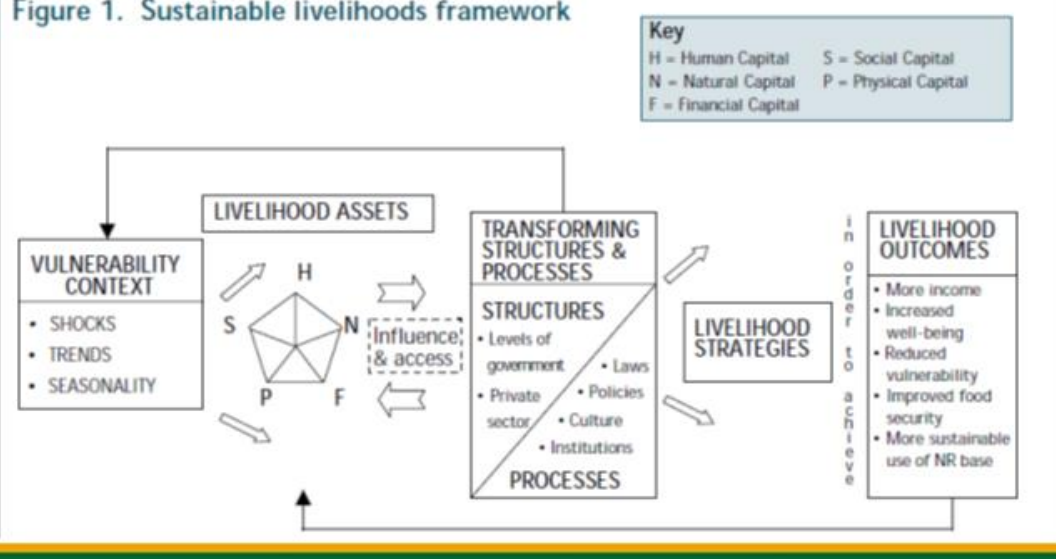 Figure 1. Sustainable livelihoods framework
Key
H = Human Capital S = Social Capital
N = Natural Capital P = Physical Capital
F = Financial Capital
LIVELIHOOD ASSETS
VULNERABILITY
CONTEXT
• SHOCKS
• TRENDS
• SEASONALITY
H
S
N
P
F
Influence
& access
TRANSFORMING
STRUCTURES &
PROCESSES
STRUCTURES
• Levels of
government
• Private
sector
• Laws
• Policies
• Culture
• Institutions
PROCESSES
LIVELIHOOD
STRATEGIES
in order to achieve
LIVELIHOOD
OUTCOMES
• More income
• Increased
well-being
• Reduced
vulnerability
• Improved food
security
• More sustainable
use of NR base